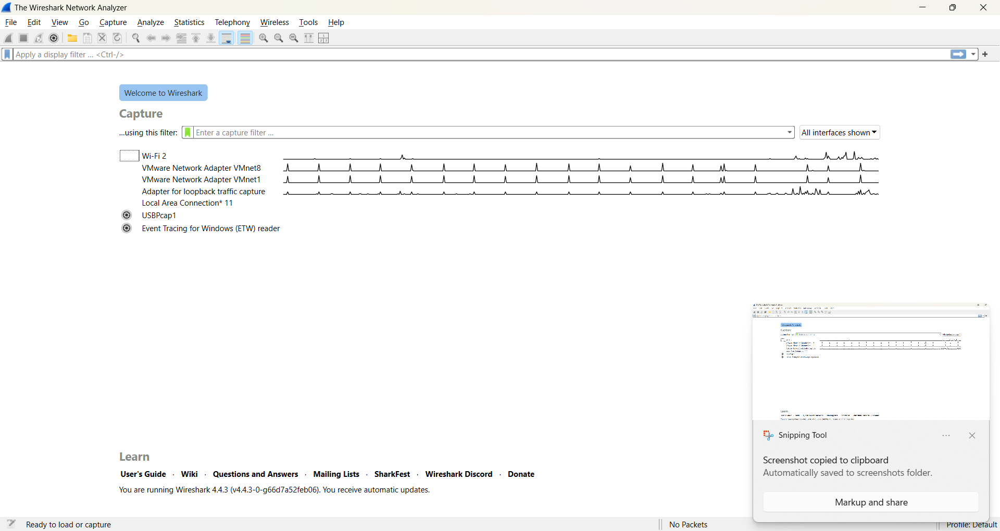 The Wireshark Network Analyzer
File Edit View Go Capture Analyze Statistics Telephony Wireless Tools Help
Apply a display filter ... <Ctrl-/>
Welcome to Wireshark
Capture
...using this filter: Enter a capture filter ... All interfaces shown
Wi-Fi 2
VMware Network Adapter VMnet8
VMware Network Adapter VMnet1
Adapter for loopback traffic capture
Local Area Connection* 11
USBPcap1
Event Tracing for Windows (ETW) reader
Learn
User's Guide · Wiki · Questions and Answers · Mailing Lists · SharkFest · Wireshark Discord · Donate
You are running Wireshark 4.4.3 (v4.4.3-0-g66d7a52feb06). You receive automatic updates.
Snipping Tool
Screenshot copied to clipboard
Automatically saved to screenshots folder.
Markup and share
Ready to load or capture
No Packets
Profile: Default